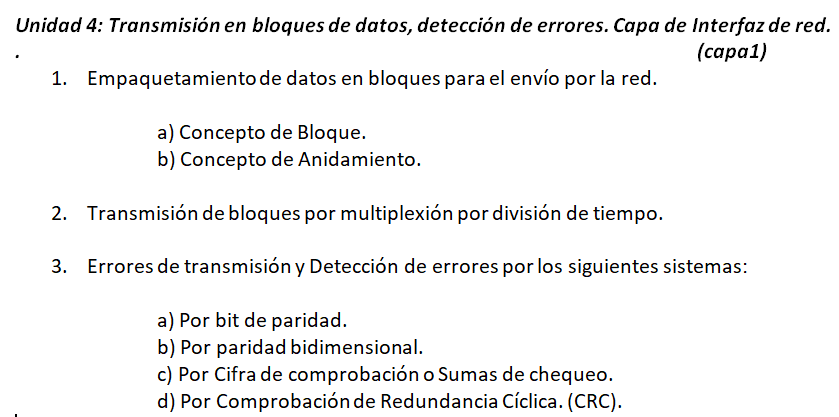 Unidad 4: Transmisión en bloques de datos, detección de errores. Capa de Interfaz de red.
. (capa1)
1. Empaquetamiento de datos en bloques para el envío por la red.
a) Concepto de Bloque.
b) Concepto de Anidamiento.
2. Transmisión de bloques por multiplexión por división de tiempo.
3. Errores de transmisión y Detección de errores por los siguientes sistemas:
a) Por bit de paridad.
b) Por paridad bidimensional.
c) Por Cifra de comprobación o Sumas de chequeo.
d) Por Comprobación de Redundancia Cíclica. (CRC).